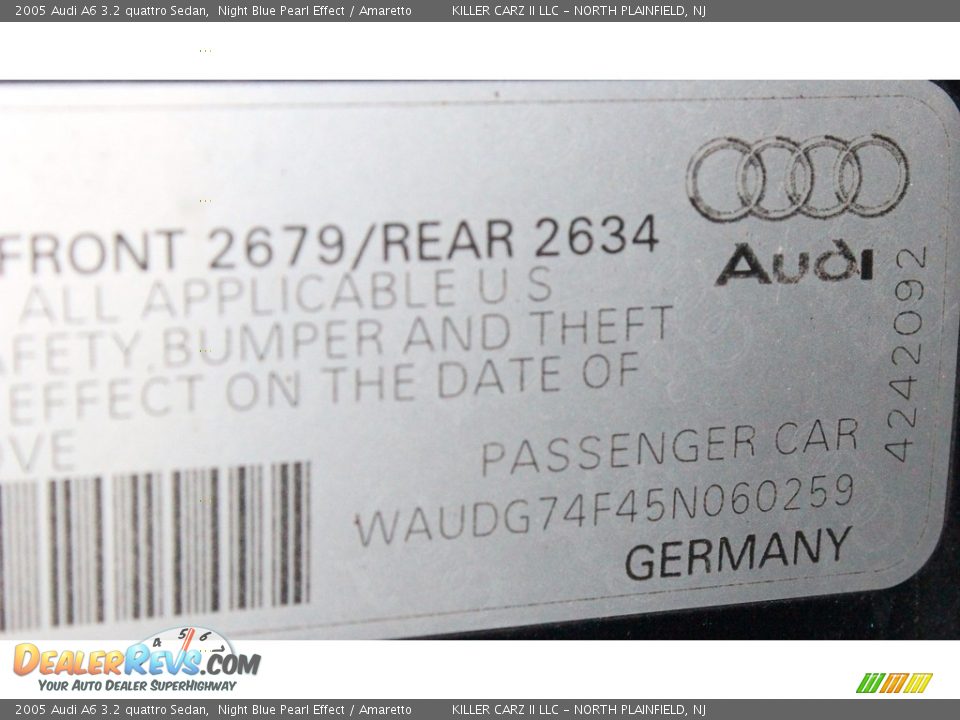 2005 Audi A6 3.2 quattro Sedan, Night Blue Pearl Effect / Amaretto KILLER CARZ II LLC - NORTH PLAINFIELD, NJ
FRONT 2679/REAR 2634
Audi
ALL APPLICABLE U.S
BUMPER AND THEFT
EFFECT ON THE DATE OF
PASSENGER CAR
WAUDG74F45N060259
GERMANY
4242092
DEALERREVS.COM
YOUR AUTO DEALER SUPERHIGHWAY
4 5 6
2005 Audi A6 3.2 quattro Sedan, Night Blue Pearl Effect / Amaretto KILLER CARZ II LLC - NORTH PLAINFIELD, NJ